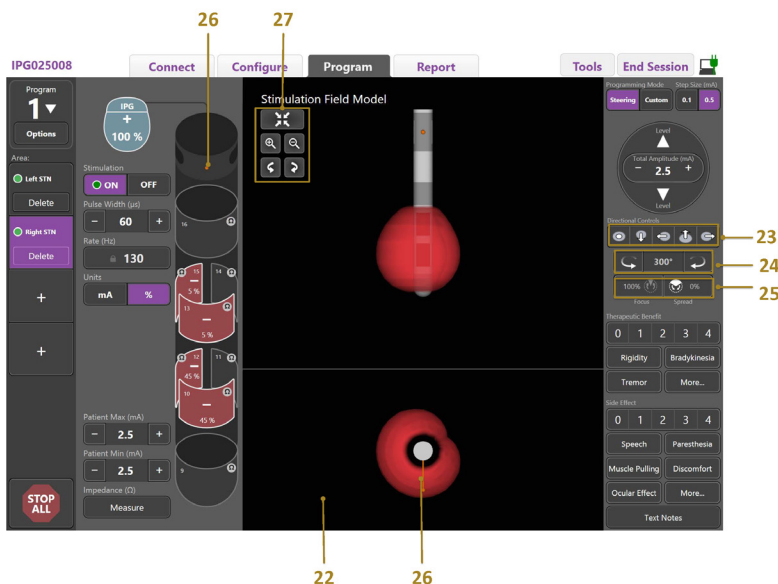 26
27
IPG025008
Connect
Configure
Program
Report
Tools
End Session
Program
1
Options
Area:
Left STN
Delete
Right STN
Delete
+
+
STOP
ALL
IPG
+
100 %
Stimulation
ON OFF
Pulse Width (µs)
− 60 +
Rate (Hz)
130
Units
mA %
Patient Max (mA)
− 2.5 +
Patient Min (mA)
− 2.5 +
Impedance (Ω)
Measure
16
15 14
−
5 %
13
−
5 %
12 11
−
45 %
10
−
45 %
9
Stimulation Field Model
Programming Mode Step Size (mA)
Steering Custom 0.1 0.5
Level
Total Amplitude (mA)
− 2.5 +
Level
Directional Controls
23
300°
24
100% 0%
25
Focus Spread
Therapeutic Benefit
0 1 2 3 4
Rigidity Bradykinesia
Tremor More...
Side Effect
0 1 2 3 4
Speech Paresthesia
Muscle Pulling Discomfort
Ocular Effect More...
Text Notes
22
26